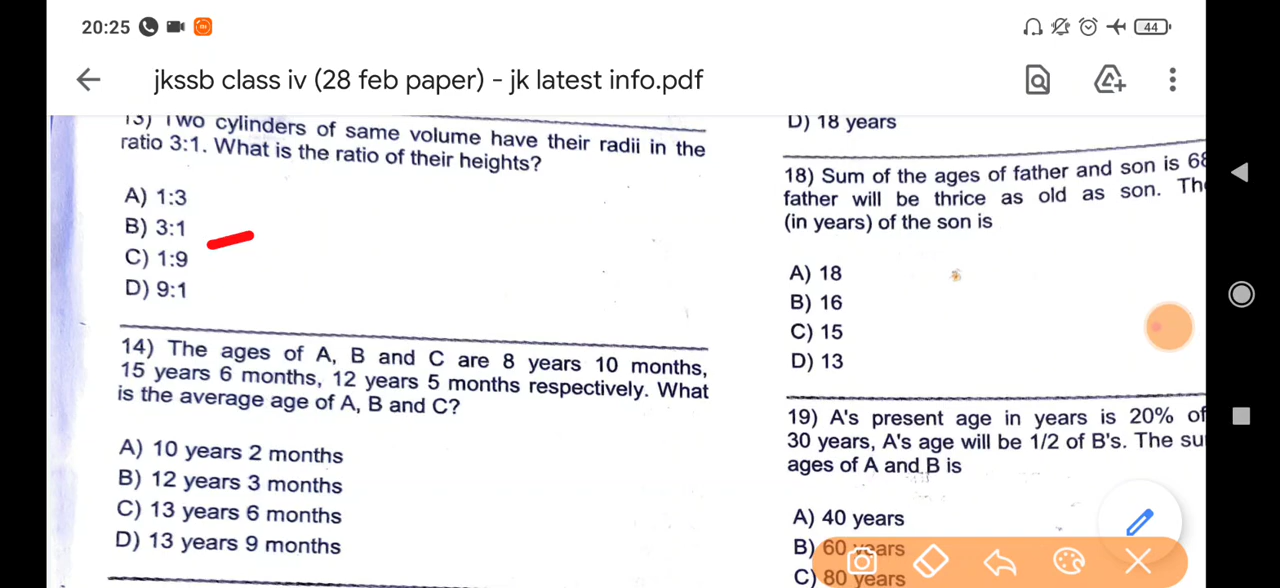 20:25
44
jkssb class iv (28 feb paper) - jk latest info.pdf
13) Two cylinders of same volume have their radii in the
ratio 3:1. What is the ratio of their heights?
A) 1:3
B) 3:1
C) 1:9
D) 9:1
14) The ages of A, B and C are 8 years 10 months,
15 years 6 months, 12 years 5 months respectively. What
is the average age of A, B and C?
A) 10 years 2 months
B) 12 years 3 months
C) 13 years 6 months
D) 13 years 9 months
D) 18 years
18) Sum of the ages of father and son is 68
father will be thrice as old as son. Th
(in years) of the son is
A) 18
B) 16
C) 15
D) 13
19) A's present age in years is 20% of
30 years, A's age will be 1/2 of B's. The su
ages of A and B is
A) 40 years
B) 60 years
C) 80 years